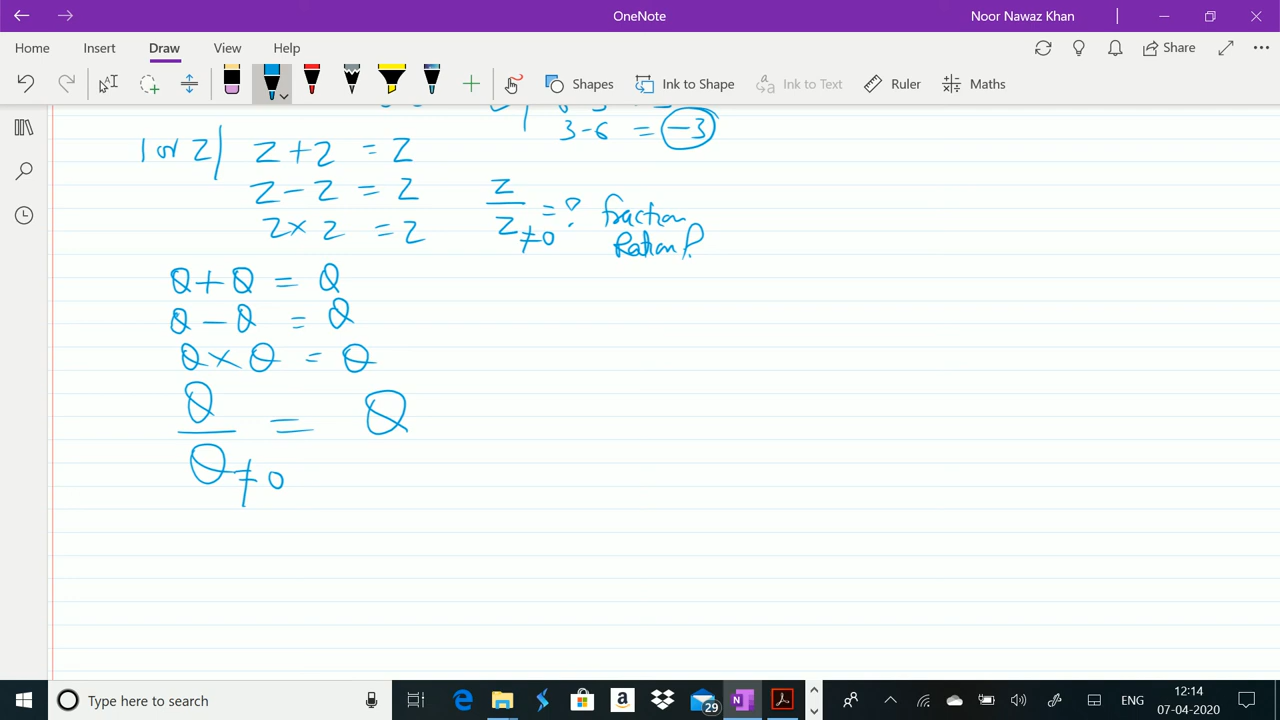 OneNote
Noor Nawaz Khan
Home Insert Draw View Help
Share
Shapes Ink to Shape Ink to Text Ruler Maths
3-6 = -3
I or Z | Z + Z = Z
Z - Z = Z
Z × Z = Z
Z/Z≠0 = ? fraction
Ration ?
Q + Q = Q
Q - Q = Q
Q × Q = Q
Q/Q≠0 = Q
Type here to search
29
ENG
12:14
07-04-2020